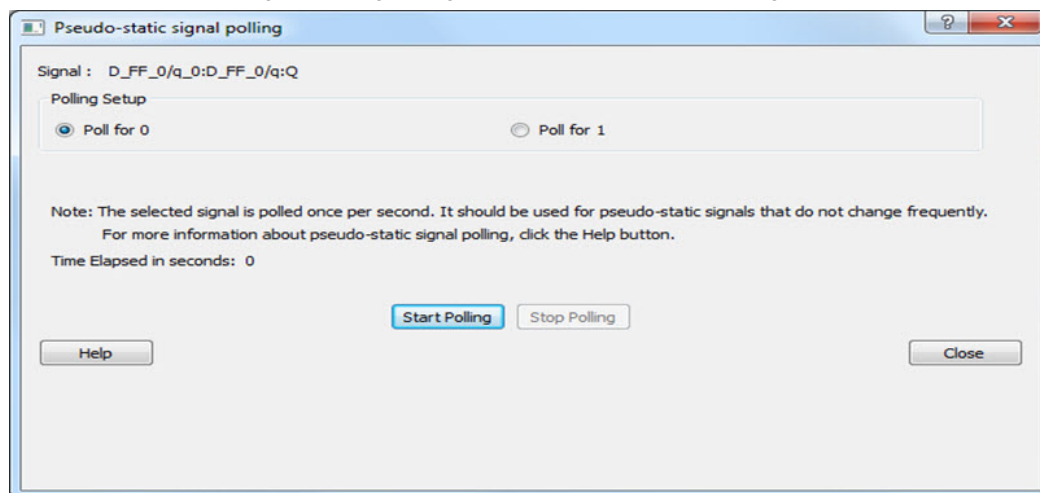 Pseudo-static signal polling
Signal : D_FF_0/q_0:D_FF_0/q:Q
Polling Setup
Poll for 0 Poll for 1
Note: The selected signal is polled once per second. It should be used for pseudo-static signals that do not change frequently.
For more information about pseudo-static signal polling, click the Help button.
Time Elapsed in seconds: 0
Start Polling Stop Polling
Help Close